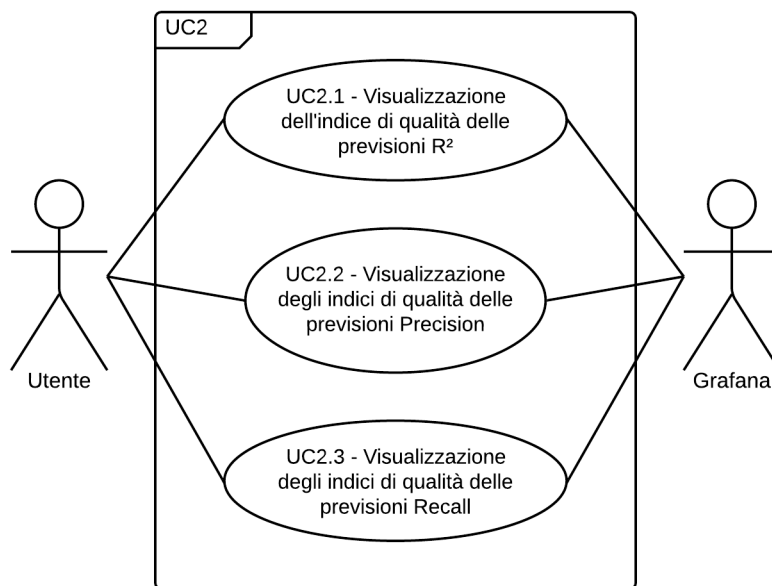 UC2
UC2.1 - Visualizzazione
dell'indice di qualità delle
previsioni R²
UC2.2 - Visualizzazione
degli indici di qualità delle
previsioni Precision
Utente
Grafana
UC2.3 - Visualizzazione
degli indici di qualità delle
previsioni Recall